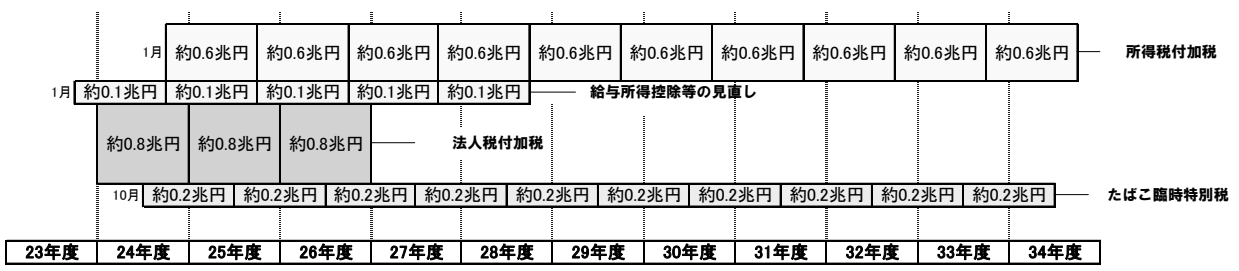 1月 約0.6兆円 約0.6兆円 約0.6兆円 約0.6兆円 約0.6兆円 約0.6兆円 約0.6兆円 約0.6兆円 約0.6兆円 約0.6兆円 所得税付加税
1月 約0.1兆円 約0.1兆円 約0.1兆円 約0.1兆円 約0.1兆円 給与所得控除等の見直し
約0.8兆円 約0.8兆円 約0.8兆円 法人税付加税
10月 約0.2兆円 約0.2兆円 約0.2兆円 約0.2兆円 約0.2兆円 約0.2兆円 約0.2兆円 約0.2兆円 約0.2兆円 約0.2兆円 たばこ臨時特別税
23年度 24年度 25年度 26年度 27年度 28年度 29年度 30年度 31年度 32年度 33年度 34年度